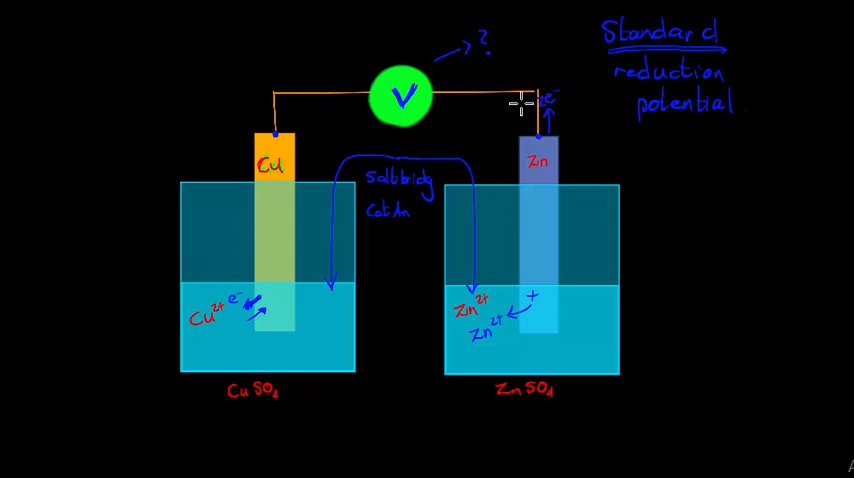 Standard
reduction
potential
?
V
2e⁻
Cu
Zn
Saltbridg
Cat An
Cu²⁺ e⁻
+
Zn²⁺
Zn²⁺
CuSO₄
ZnSO₄
A